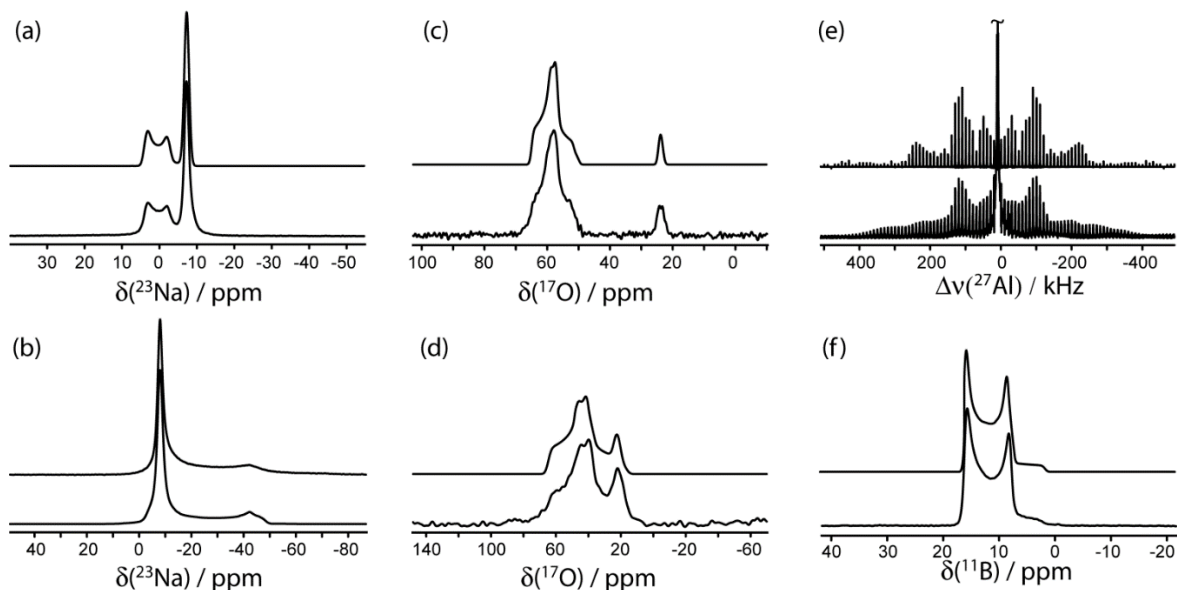 (a)
30 20 10 0 -10 -20 -30 -40 -50
δ(²³Na) / ppm
(c)
100 80 60 40 20 0
δ(¹⁷O) / ppm
(e)
400 200 0 -200 -400
Δν(²⁷Al) / kHz
(b)
40 20 0 -20 -40 -60 -80
δ(²³Na) / ppm
(d)
140 100 60 20 -20 -60
δ(¹⁷O) / ppm
(f)
40 30 20 10 0 -10 -20
δ(¹¹B) / ppm